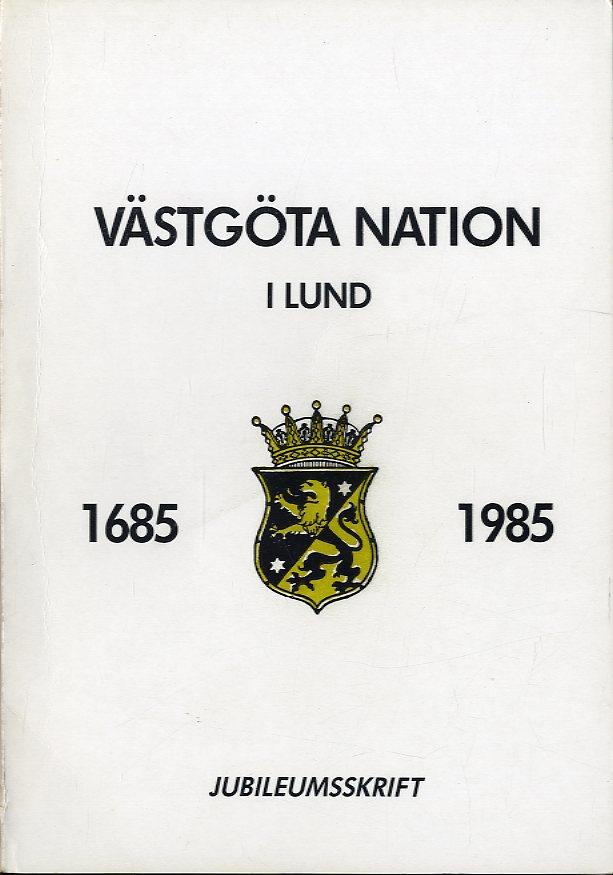 VÄSTGÖTA NATION
I LUND
1685 1985
JUBILEUMSSKRIFT